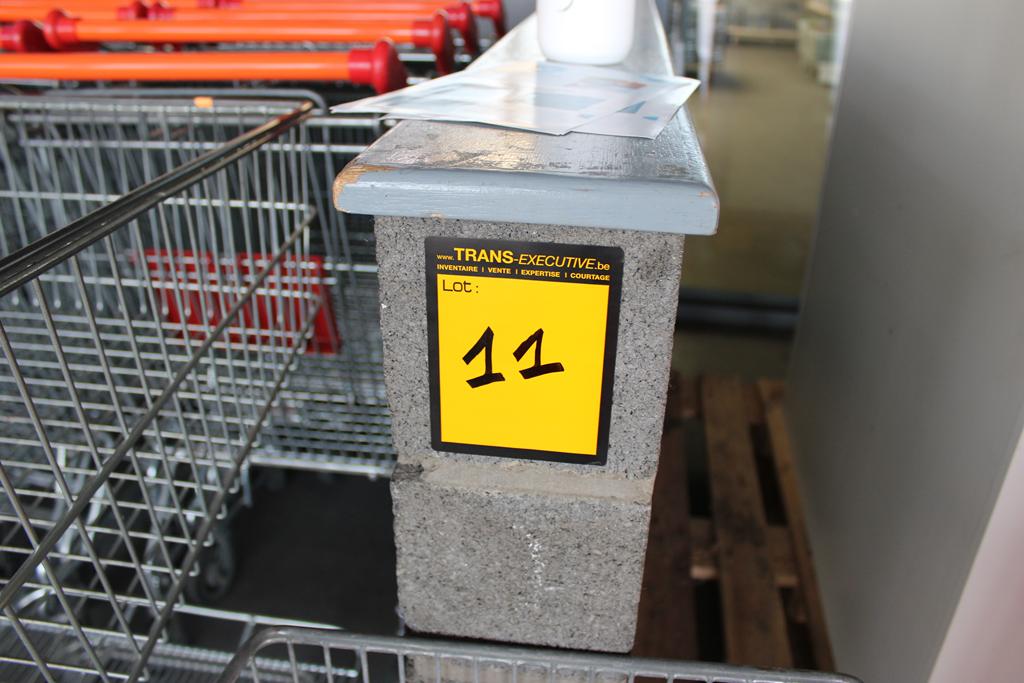 www.TRANS-EXECUTIVE.be
INVENTAIRE I VENTE I EXPERTISE I COURTAGE
Lot:
11